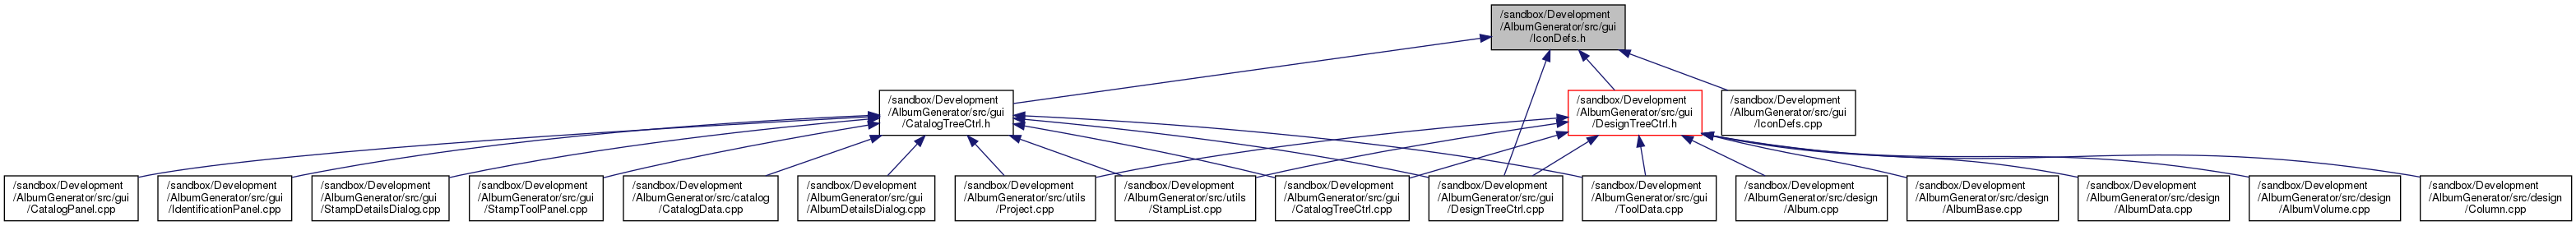 /sandbox/Development
/AlbumGenerator/src/gui
/IconDefs.h
/sandbox/Development
/AlbumGenerator/src/gui
/CatalogTreeCtrl.h
/sandbox/Development
/AlbumGenerator/src/gui
/DesignTreeCtrl.h
/sandbox/Development
/AlbumGenerator/src/gui
/IconDefs.cpp
/sandbox/Development
/AlbumGenerator/src/gui
/CatalogPanel.cpp
/sandbox/Development
/AlbumGenerator/src/gui
/IdentificationPanel.cpp
/sandbox/Development
/AlbumGenerator/src/gui
/StampDetailsDialog.cpp
/sandbox/Development
/AlbumGenerator/src/gui
/StampToolPanel.cpp
/sandbox/Development
/AlbumGenerator/src/catalog
/CatalogData.cpp
/sandbox/Development
/AlbumGenerator/src/gui
/AlbumDetailsDialog.cpp
/sandbox/Development
/AlbumGenerator/src/utils
/Project.cpp
/sandbox/Development
/AlbumGenerator/src/utils
/StampList.cpp
/sandbox/Development
/AlbumGenerator/src/gui
/CatalogTreeCtrl.cpp
/sandbox/Development
/AlbumGenerator/src/gui
/DesignTreeCtrl.cpp
/sandbox/Development
/AlbumGenerator/src/gui
/ToolData.cpp
/sandbox/Development
/AlbumGenerator/src/design
/Album.cpp
/sandbox/Development
/AlbumGenerator/src/design
/AlbumBase.cpp
/sandbox/Development
/AlbumGenerator/src/design
/AlbumData.cpp
/sandbox/Development
/AlbumGenerator/src/design
/AlbumVolume.cpp
/sandbox/Development
/AlbumGenerator/src/design
/Column.cpp